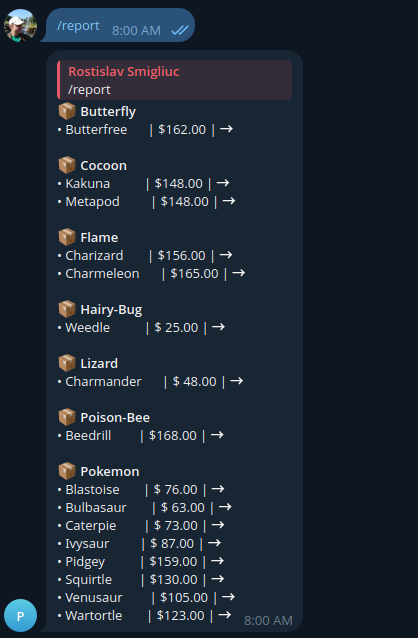 /report 8:00 AM
Rostislav Smigliuc
/report
📦 Butterfly
• Butterfree | $162.00 | →
📦 Cocoon
• Kakuna | $148.00 | →
• Metapod | $148.00 | →
📦 Flame
• Charizard | $156.00 | →
• Charmeleon | $165.00 | →
📦 Hairy-Bug
• Weedle | $ 25.00 | →
📦 Lizard
• Charmander | $ 48.00 | →
📦 Poison-Bee
• Beedrill | $168.00 | →
📦 Pokemon
• Blastoise | $ 76.00 | →
• Bulbasaur | $ 63.00 | →
• Caterpie | $ 73.00 | →
• Ivysaur | $ 87.00 | →
• Pidgey | $159.00 | →
• Squirtle | $130.00 | →
• Venusaur | $105.00 | →
• Wartortle | $123.00 | →
P 8:00 AM